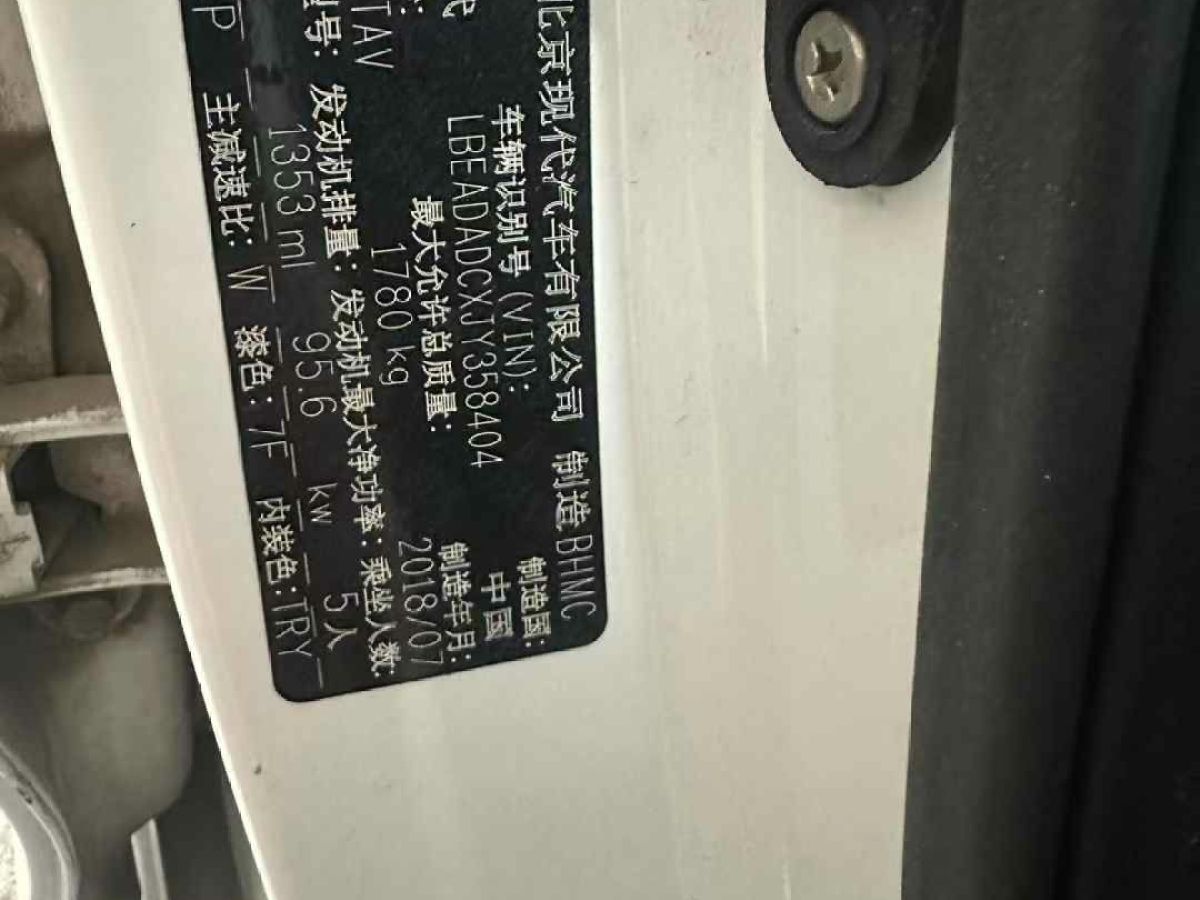 北京现代汽车有限公司 制造 BHMC
车辆识别号(VIN): 制造国:
LBEADADCXJY358404 中國
最大允许总质量: 制造年月:
1780 kg 2018/07
号: 发动机排量: 发动机最大净功率: 乘坐人数:
TAV 1353 ml 95.6 kw 5人
主减速比: W 漆色: 7F 内装色: TRY
P